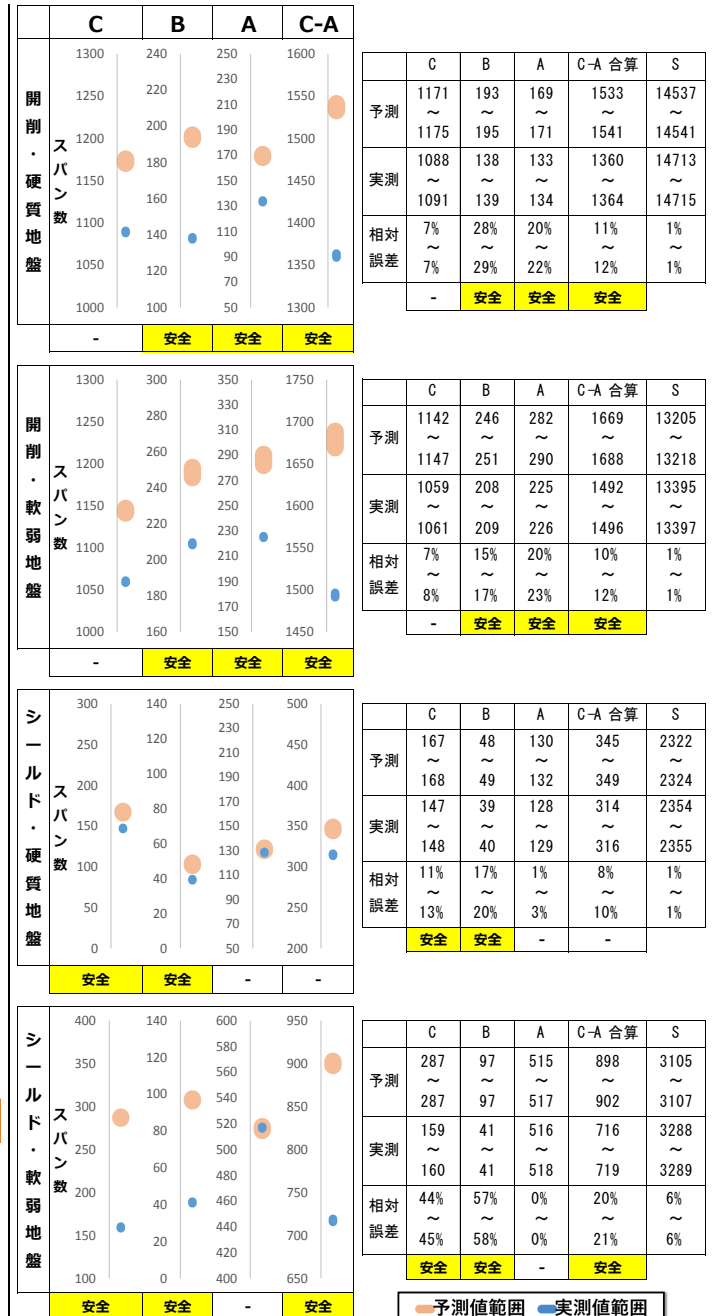 C B A C-A
開削・硬質地盤
スパン数
1300 1250 1200 1150 1100 1050 1000
240 220 200 180 160 140 120 100
250 230 210 190 170 150 130 110 90 70 50
1600 1550 1500 1450 1400 1350 1300
- 安全 安全 安全
C B A C-A 合算 S
予測 1171 193 169 1533 14537
～ ～ ～ ～ ～
1175 195 171 1541 14541
実測 1088 138 133 1360 14713
～ ～ ～ ～ ～
1091 139 134 1364 14715
相対誤差 7% 28% 20% 11% 1%
～ ～ ～ ～ ～
7% 29% 22% 12% 1%
- 安全 安全 安全
開削・軟弱地盤
スパン数
1300 1250 1200 1150 1100 1050 1000
300 280 260 240 220 200 180 160
350 330 310 290 270 250 230 210 190 170 150
1750 1700 1650 1600 1550 1500 1450
- 安全 安全 安全
C B A C-A 合算 S
予測 1142 246 282 1669 13205
～ ～ ～ ～ ～
1147 251 290 1688 13218
実測 1059 208 225 1492 13395
～ ～ ～ ～ ～
1061 209 226 1496 13397
相対誤差 7% 15% 20% 10% 1%
～ ～ ～ ～ ～
8% 17% 23% 12% 1%
- 安全 安全 安全
シールド・硬質地盤
スパン数
300 250 200 150 100 50 0
140 120 100 80 60 40 20 0
250 230 210 190 170 150 130 110 90 70 50
500 450 400 350 300 250 200
安全 安全 - -
C B A C-A 合算 S
予測 167 48 130 345 2322
～ ～ ～ ～ ～
168 49 132 349 2324
実測 147 39 128 314 2354
～ ～ ～ ～ ～
148 40 129 316 2355
相対誤差 11% 17% 1% 8% 1%
～ ～ ～ ～ ～
13% 20% 3% 10% 1%
安全 安全 - -
シールド・軟弱地盤
スパン数
400 350 300 250 200 150 100
140 120 100 80 60 40 20 0
600 580 560 540 520 500 480 460 440 420 400
950 900 850 800 750 700 650
安全 安全 - 安全
C B A C-A 合算 S
予測 287 97 515 898 3105
～ ～ ～ ～ ～
287 97 517 902 3107
実測 159 41 516 716 3288
～ ～ ～ ～ ～
160 41 518 719 3289
相対誤差 44% 57% 0% 20% 6%
～ ～ ～ ～ ～
45% 58% 0% 21% 6%
安全 安全 - 安全
予測値範囲 実測値範囲